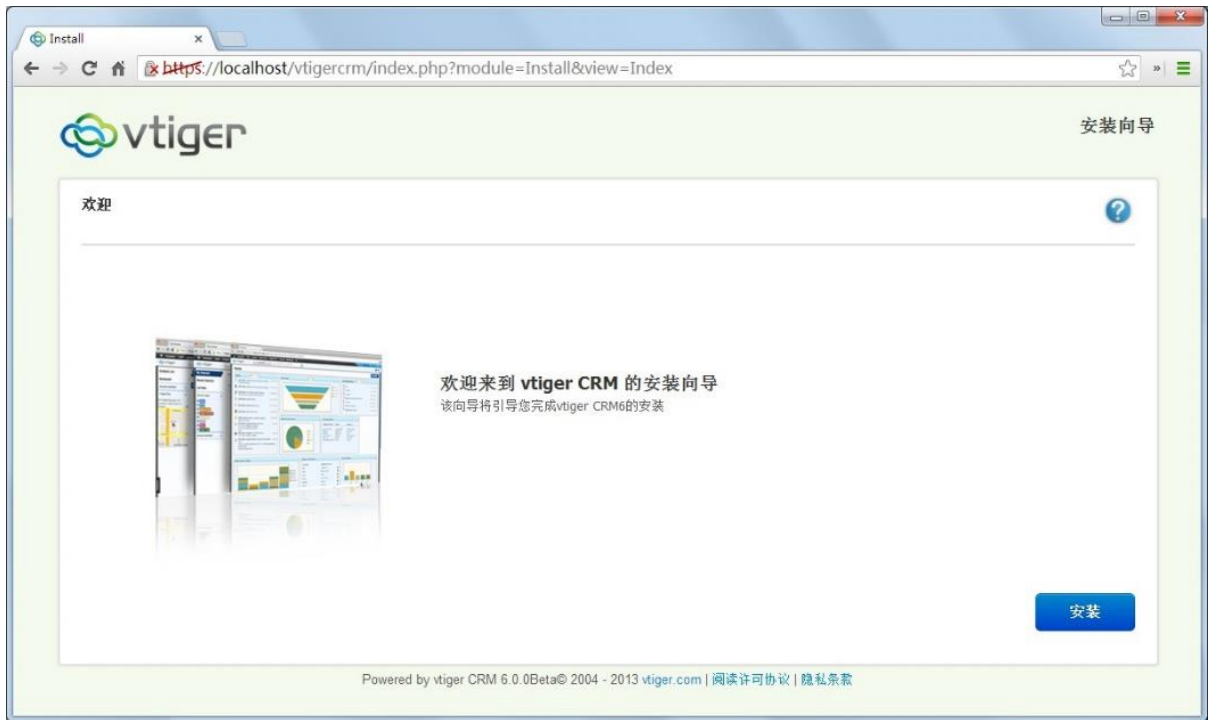 Install
https://localhost/vtigercrm/index.php?module=Install&view=Index
vtiger
安装向导
欢迎
欢迎来到 vtiger CRM 的安装向导
该向导将引导您完成vtiger CRM6的安装
安装
Powered by vtiger CRM 6.0.0Beta© 2004 - 2013 vtiger.com | 阅读许可协议 | 隐私条款